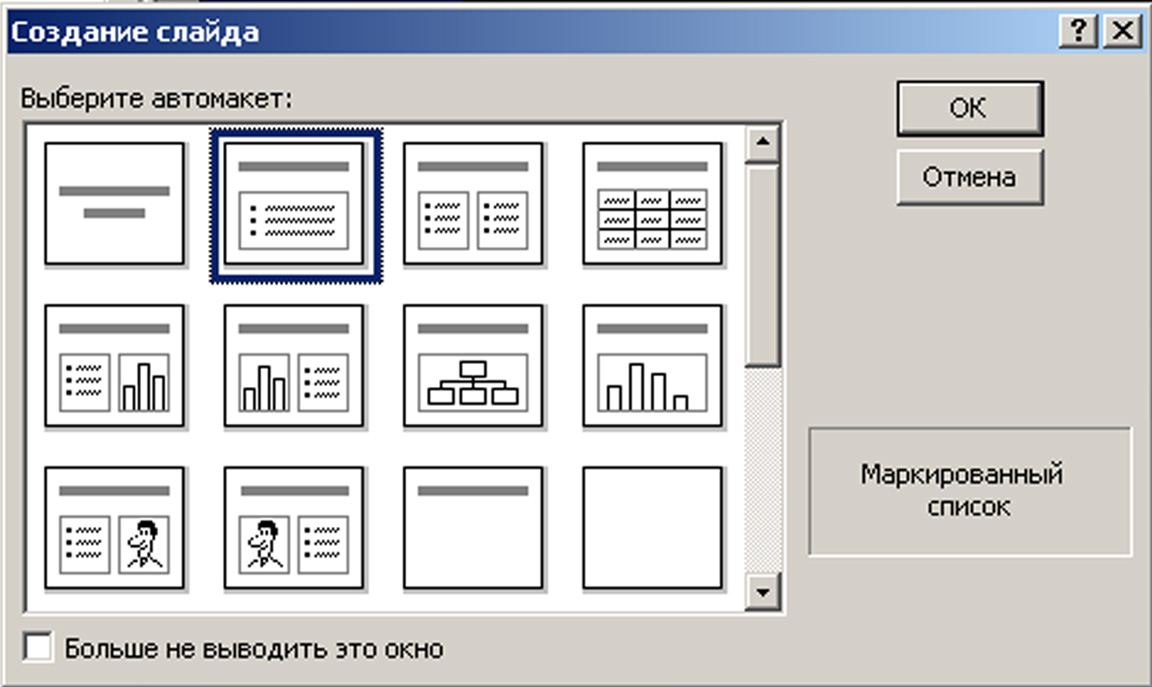 Создание слайда
Выберите автомакет:
ОК
Отмена
Маркированный
список
Больше не выводить это окно